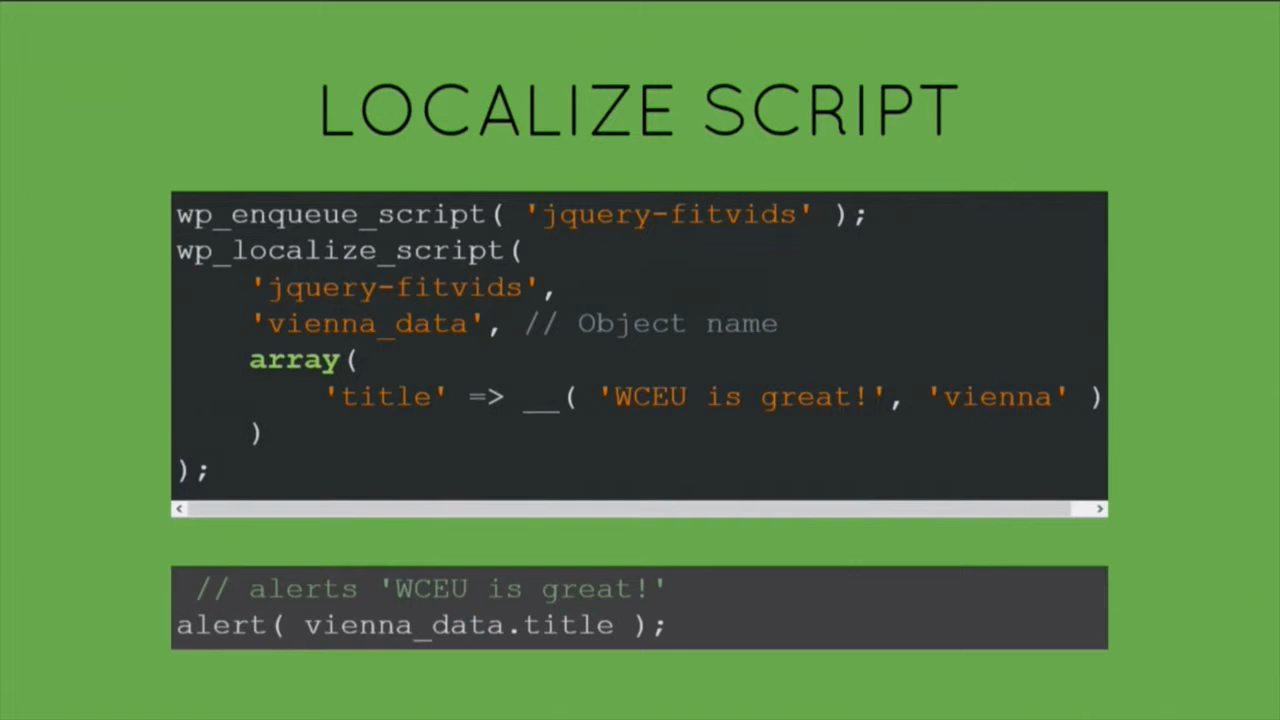 LOCALIZE SCRIPT
wp_enqueue_script( 'jquery-fitvids' );
wp_localize_script(
    'jquery-fitvids',
    'vienna_data', // Object name
    array(
        'title' => __( 'WCEU is great!', 'vienna' )
    )
);
// alerts 'WCEU is great!'
alert( vienna_data.title );